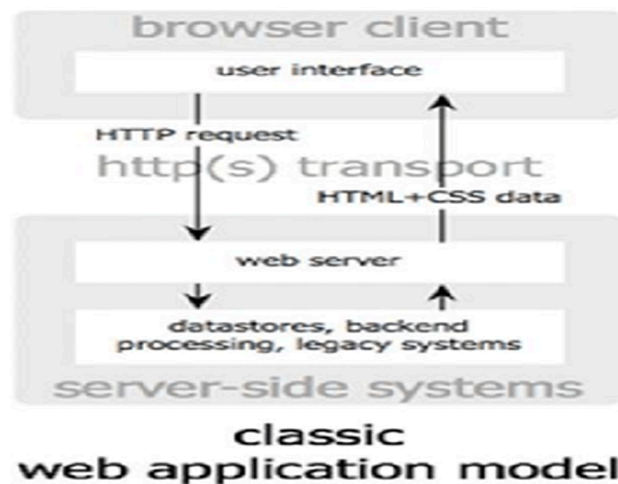 browser client
user interface
HTTP request
http(s) transport
HTML+CSS data
web server
datastores, backend
processing, legacy systems
server-side systems
classic
web application model